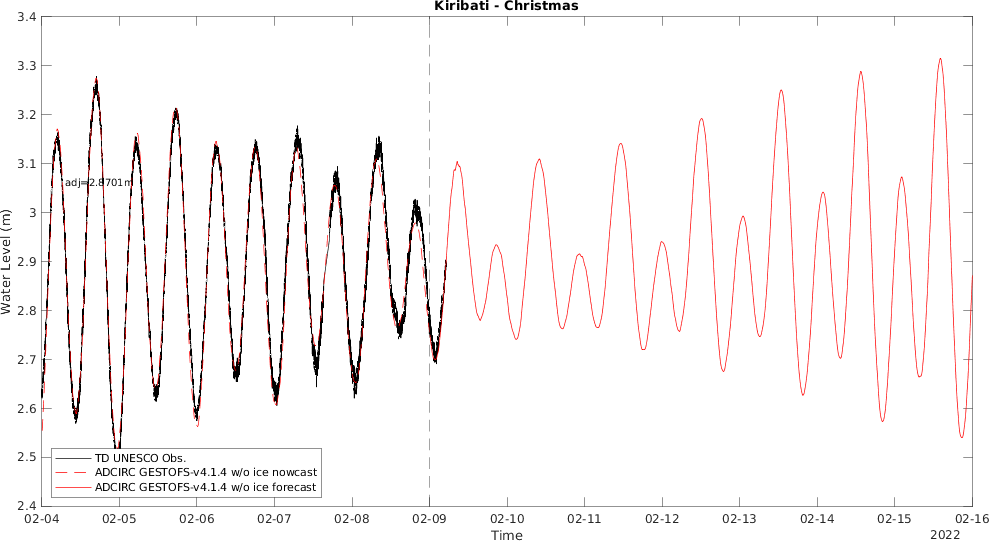 Kiribati - Christmas
3.4
3.3
3.2
3.1
3
2.9
2.8
2.7
2.6
2.5
2.4
Water Level (m)
adj=2.8701m
TD UNESCO Obs.
ADCIRC GESTOFS-v4.1.4 w/o ice nowcast
ADCIRC GESTOFS-v4.1.4 w/o ice forecast
02-04 02-05 02-06 02-07 02-08 02-09 02-10 02-11 02-12 02-13 02-14 02-15 02-16
Time
2022